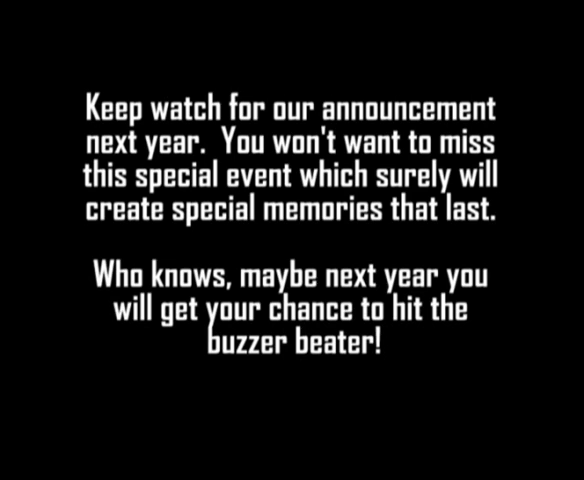 Keep watch for our announcement
next year. You won't want to miss
this special event which surely will
create special memories that last.
Who knows, maybe next year you
will get your chance to hit the
buzzer beater!